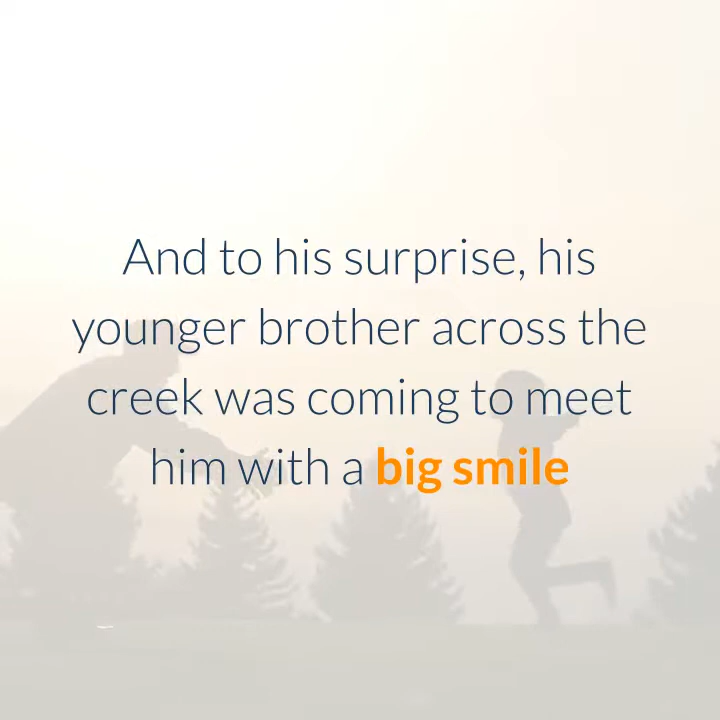 And to his surprise, his
younger brother across the
creek was coming to meet
him with a big smile